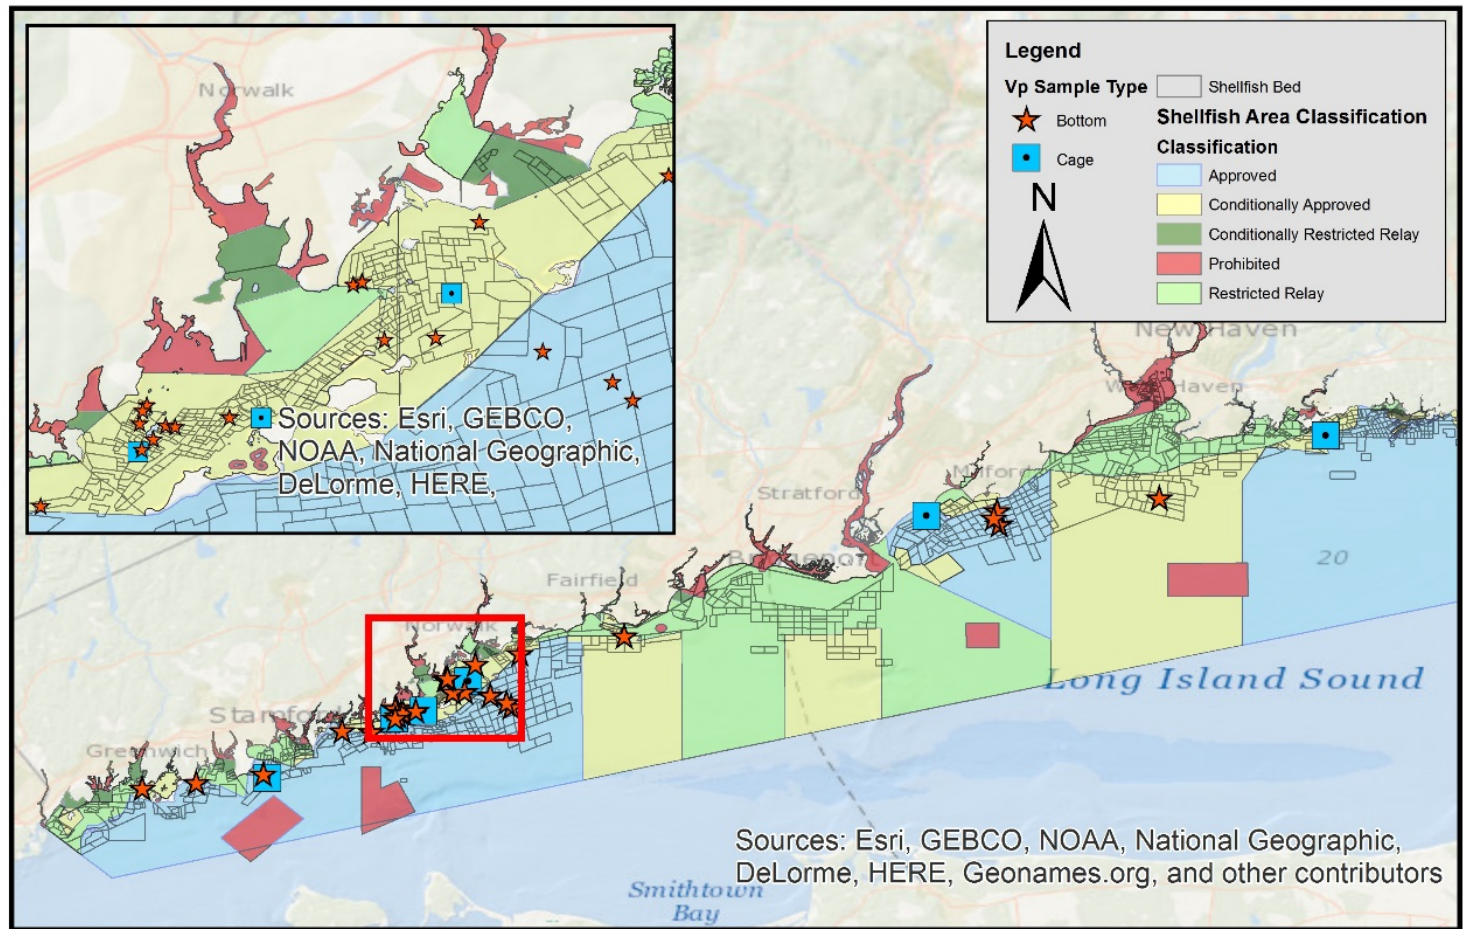 Norwalk
Sources: Esri, GEBCO,
NOAA, National Geographic,
DeLorme, HERE,
Legend
Vp Sample Type
Bottom
Cage
N
Shellfish Bed
Shellfish Area Classification
Classification
Approved
Conditionally Approved
Conditionally Restricted Relay
Prohibited
Restricted Relay
New Haven
West Haven
Milford
Stratford
Bridgeport
Fairfield
Norwalk
Stamford
Greenwich
20
Long Island Sound
Smithtown
Bay
Sources: Esri, GEBCO, NOAA, National Geographic,
DeLorme, HERE, Geonames.org, and other contributors